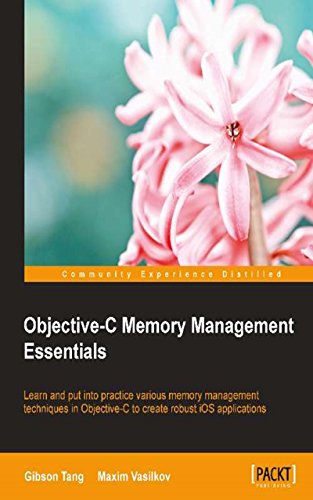 Community Experience Distilled
Objective-C Memory Management
Essentials
Learn and put into practice various memory management
techniques in Objective-C to create robust iOS applications
Gibson Tang Maxim Vasilkov
PACKT
PUBLISHING